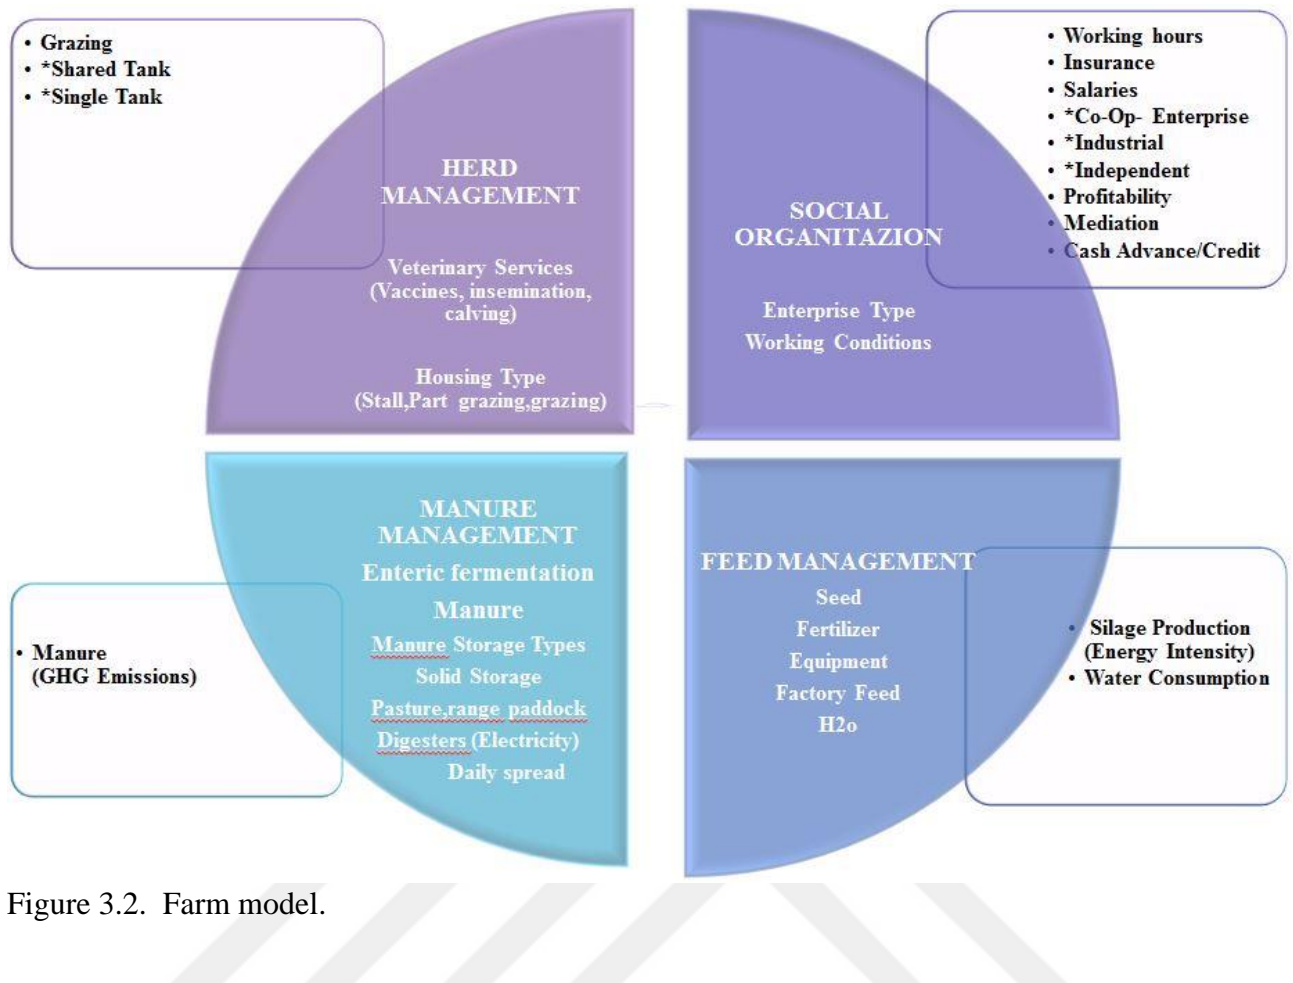 • Grazing
• *Shared Tank
• *Single Tank
HERD
MANAGEMENT
Veterinary Services
(Vaccines, insemination,
calving)
Housing Type
(Stall,Part grazing,grazing)
• Working hours
• Insurance
• Salaries
• *Co-Op- Enterprise
• *Industrial
• *Independent
• Profitability
• Mediation
• Cash Advance/Credit
SOCIAL
ORGANITAZION
Enterprise Type
Working Conditions
MANURE
MANAGEMENT
Enteric fermentation
Manure
Manure Storage Types
Solid Storage
Pasture,range paddock
Digesters (Electricity)
Daily spread
• Manure
(GHG Emissions)
FEED MANAGEMENT
Seed
Fertilizer
Equipment
Factory Feed
H2o
• Silage Production
(Energy Intensity)
• Water Consumption
Figure 3.2. Farm model.